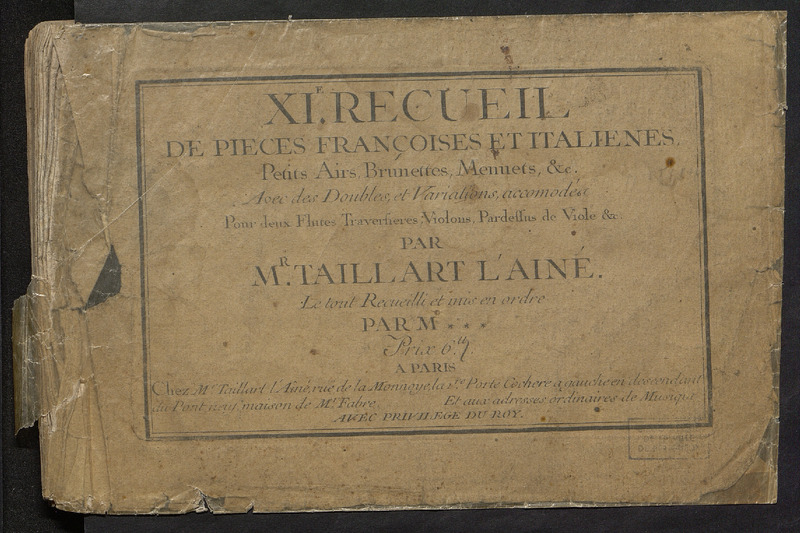 XI.E RECUEIL
DE PIECES FRANÇOISES ET ITALIENES.
Petits Airs, Brunettes, Menuets, &c.
Avec des Doubles, et Variations, accomodés
Pour deux Flutes Traversieres, Violons, Pardessus de Viole &c.
PAR
M.R TAILLART L'AINÉ.
Le tout Recueilli et mis en ordre
PAR M ***
Prix 6.tt
A PARIS
Chez Mr. Taillart L'Ainé, rue de la Monnoye, la 1.re Porte Cochere a gauche en descendant
du Pont neuf, maison de Mr. Fabre Et aux adresses ordinaires de Musique
AVEC PRIVILEGE DU ROY.